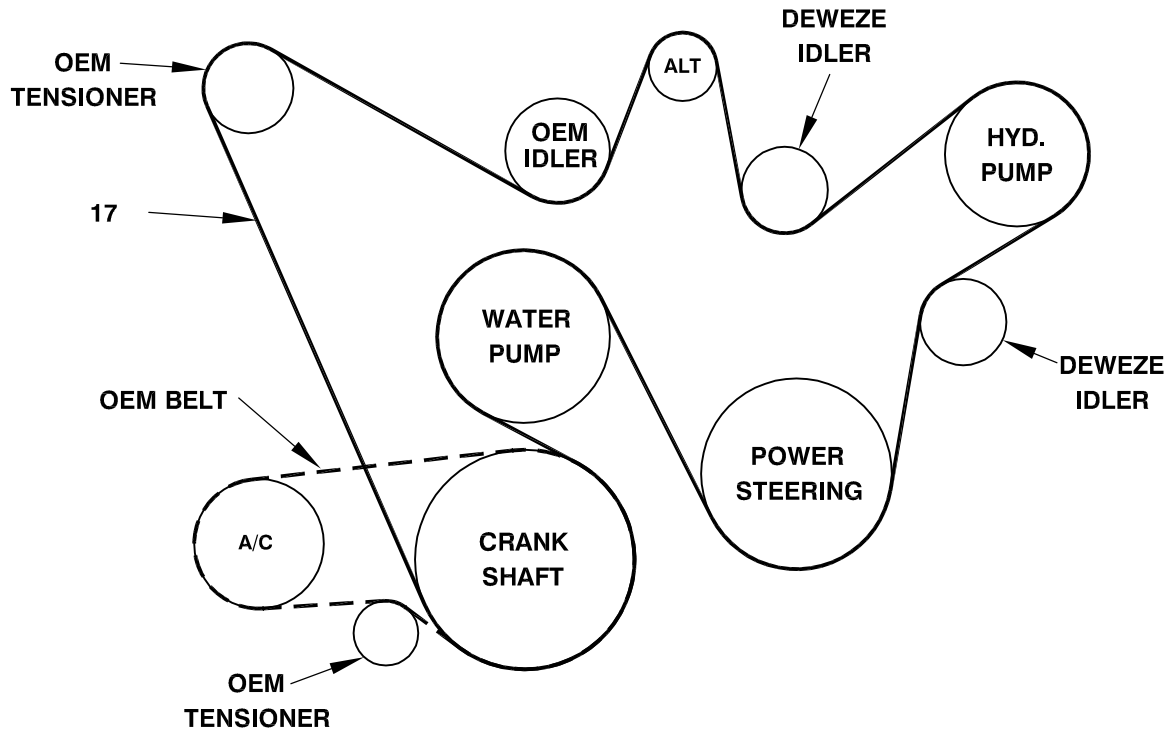 DEWEZE
IDLER
OEM
TENSIONER
ALT
OEM
IDLER
HYD.
PUMP
17
WATER
PUMP
DEWEZE
IDLER
OEM BELT
POWER
STEERING
A/C
CRANK
SHAFT
OEM
TENSIONER